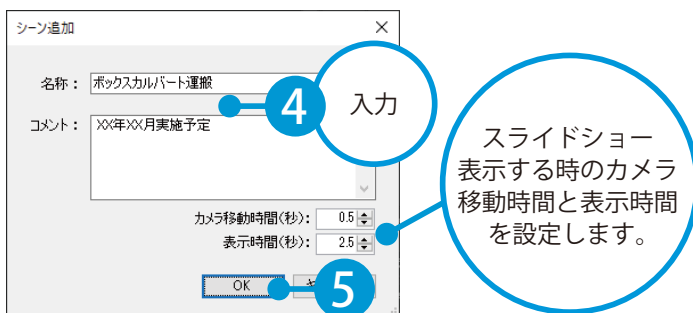 シーン追加
名称： ボックスカルバート運搬
4
入力
コメント： XX年XX月実施予定
スライドショー
表示する時のカメラ
移動時間と表示時間
を設定します。
カメラ移動時間(秒)： 0.5
表示時間(秒)： 2.5
OK
5